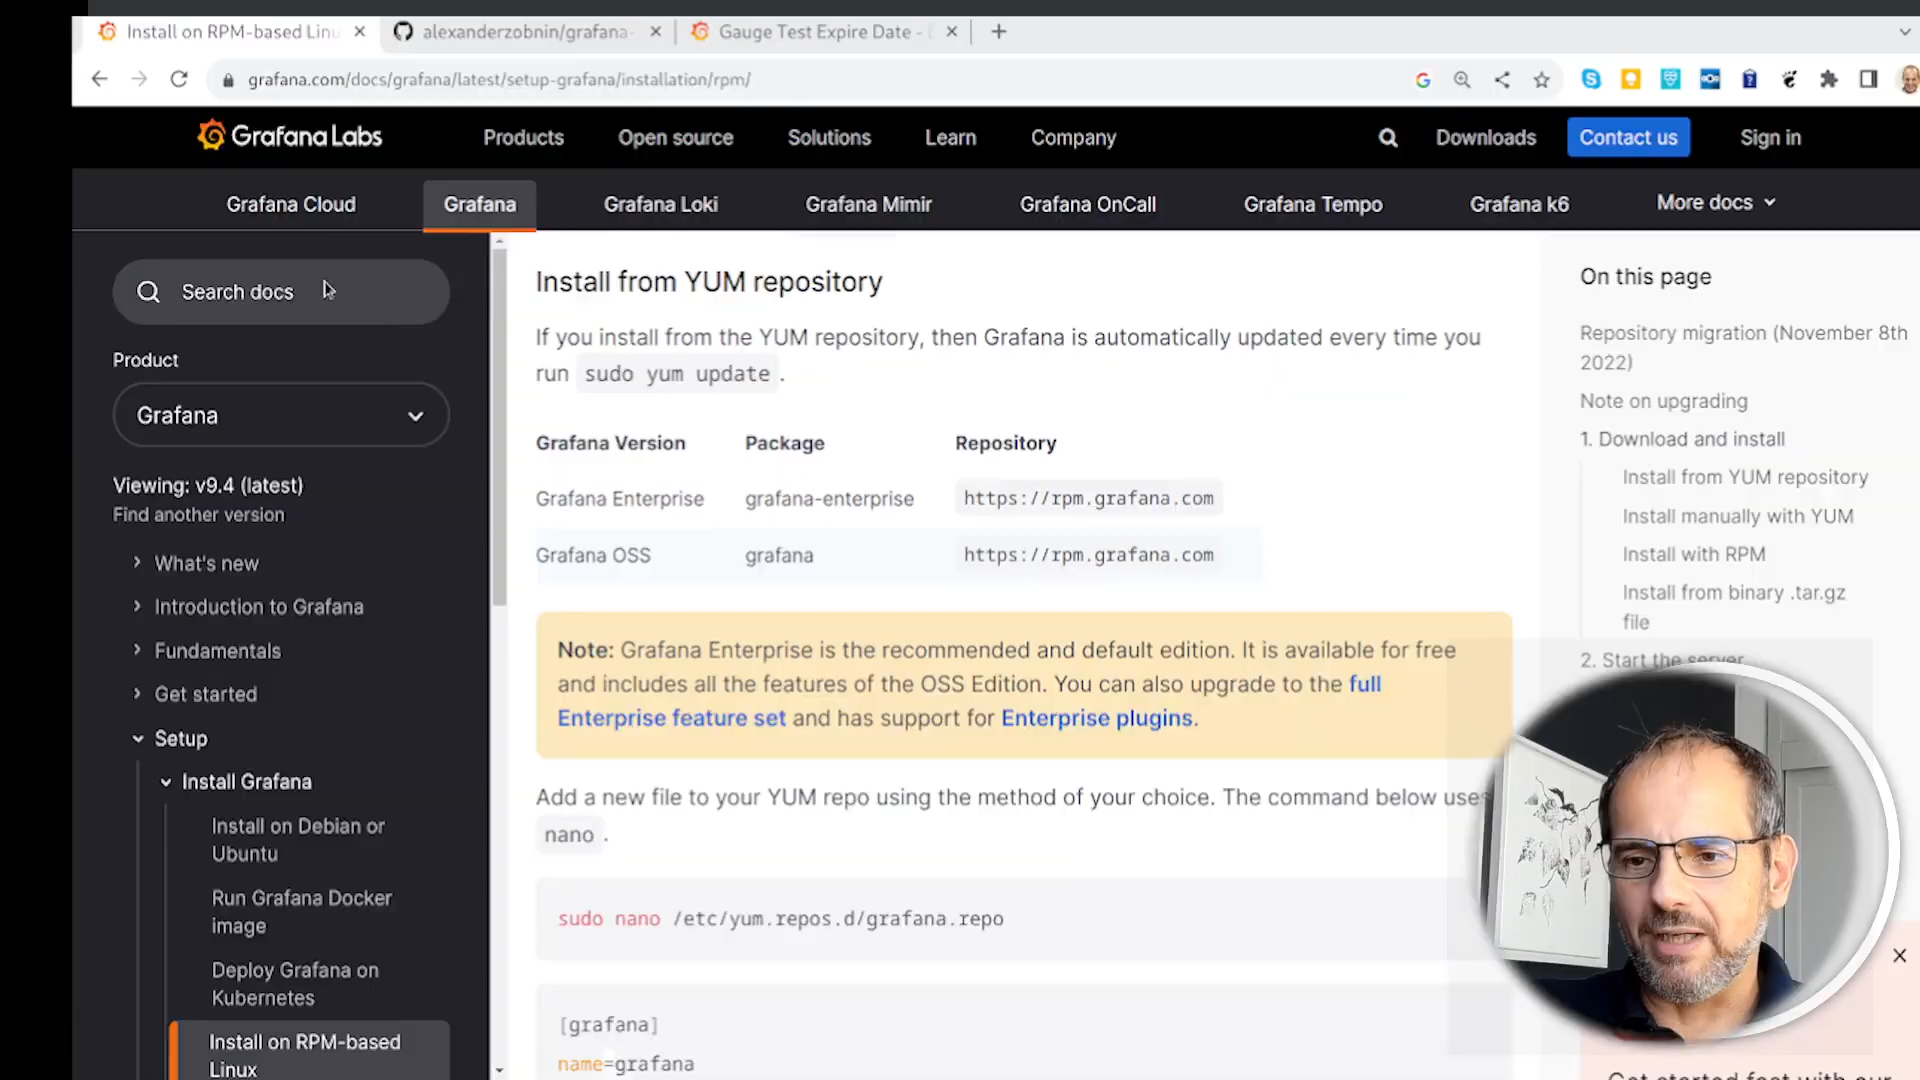 Install on RPM-based Linu
alexanderzobnin/grafana-
Gauge Test Expire Date -
grafana.com/docs/grafana/latest/setup-grafana/installation/rpm/
Grafana Labs
Products
Open source
Solutions
Learn
Company
Downloads
Contact us
Sign in
Grafana Cloud
Grafana
Grafana Loki
Grafana Mimir
Grafana OnCall
Grafana Tempo
Grafana k6
More docs
Search docs
Product
Grafana
Viewing: v9.4 (latest)
Find another version
What's new
Introduction to Grafana
Fundamentals
Get started
Setup
Install Grafana
Install on Debian or
Ubuntu
Run Grafana Docker
image
Deploy Grafana on
Kubernetes
Install on RPM-based
Linux
Install from YUM repository
If you install from the YUM repository, then Grafana is automatically updated every time you
run sudo yum update .
Grafana Version Package Repository
Grafana Enterprise grafana-enterprise https://rpm.grafana.com
Grafana OSS grafana https://rpm.grafana.com
Note: Grafana Enterprise is the recommended and default edition. It is available for free
and includes all the features of the OSS Edition. You can also upgrade to the full
Enterprise feature set and has support for Enterprise plugins.
Add a new file to your YUM repo using the method of your choice. The command below uses
nano .
sudo nano /etc/yum.repos.d/grafana.repo
[grafana]
name=grafana
On this page
Repository migration (November 8th
2022)
Note on upgrading
1. Download and install
Install from YUM repository
Install manually with YUM
Install with RPM
Install from binary .tar.gz
file
2. Start the server
Get started fast with our